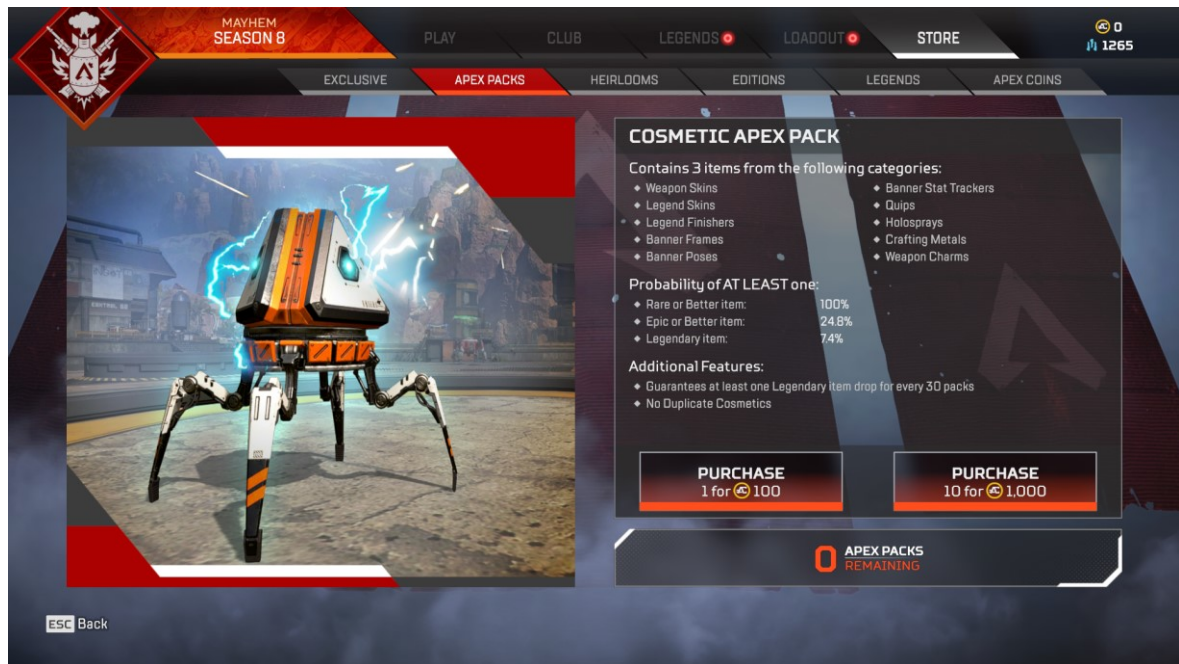 MAYHEM
SEASON 8
PLAY
CLUB
LEGENDS
LOADOUT
STORE
0
1265
EXCLUSIVE
APEX PACKS
HEIRLOOMS
EDITIONS
LEGENDS
APEX COINS
COSMETIC APEX PACK
Contains 3 items from the following categories:
Weapon Skins
Legend Skins
Legend Finishers
Banner Frames
Banner Poses
Banner Stat Trackers
Quips
Holosprays
Crafting Metals
Weapon Charms
Probability of AT LEAST one:
Rare or Better item: 100%
Epic or Better item: 24.8%
Legendary item: 7.4%
Additional Features:
Guarantees at least one Legendary item drop for every 30 packs
No Duplicate Cosmetics
PURCHASE
1 for 100
PURCHASE
10 for 1,000
0 APEX PACKS
REMAINING
ESC Back